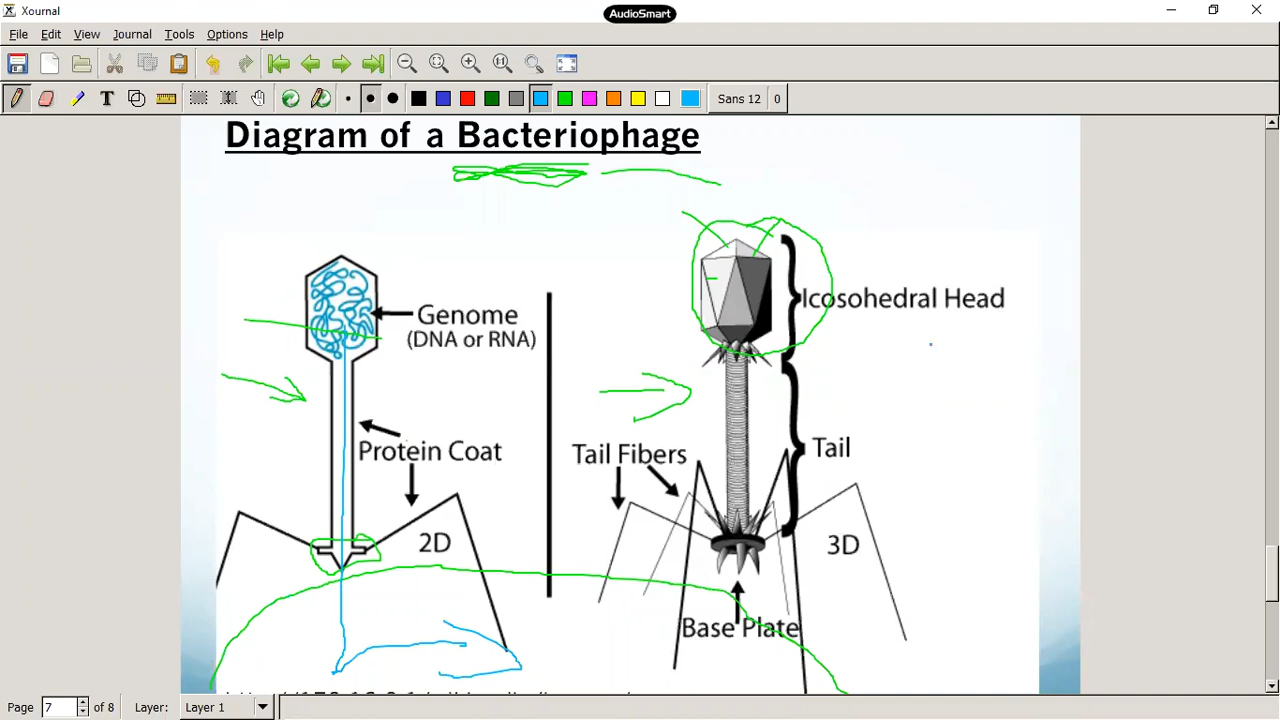 Xournal
AudioSmart
File Edit View Journal Tools Options Help
Sans 12 0
Diagram of a Bacteriophage
Genome
(DNA or RNA)
Icosohedral Head
Protein Coat
Tail Fibers
Tail
2D
3D
Base Plate
Page 7 of 8 Layer: Layer 1